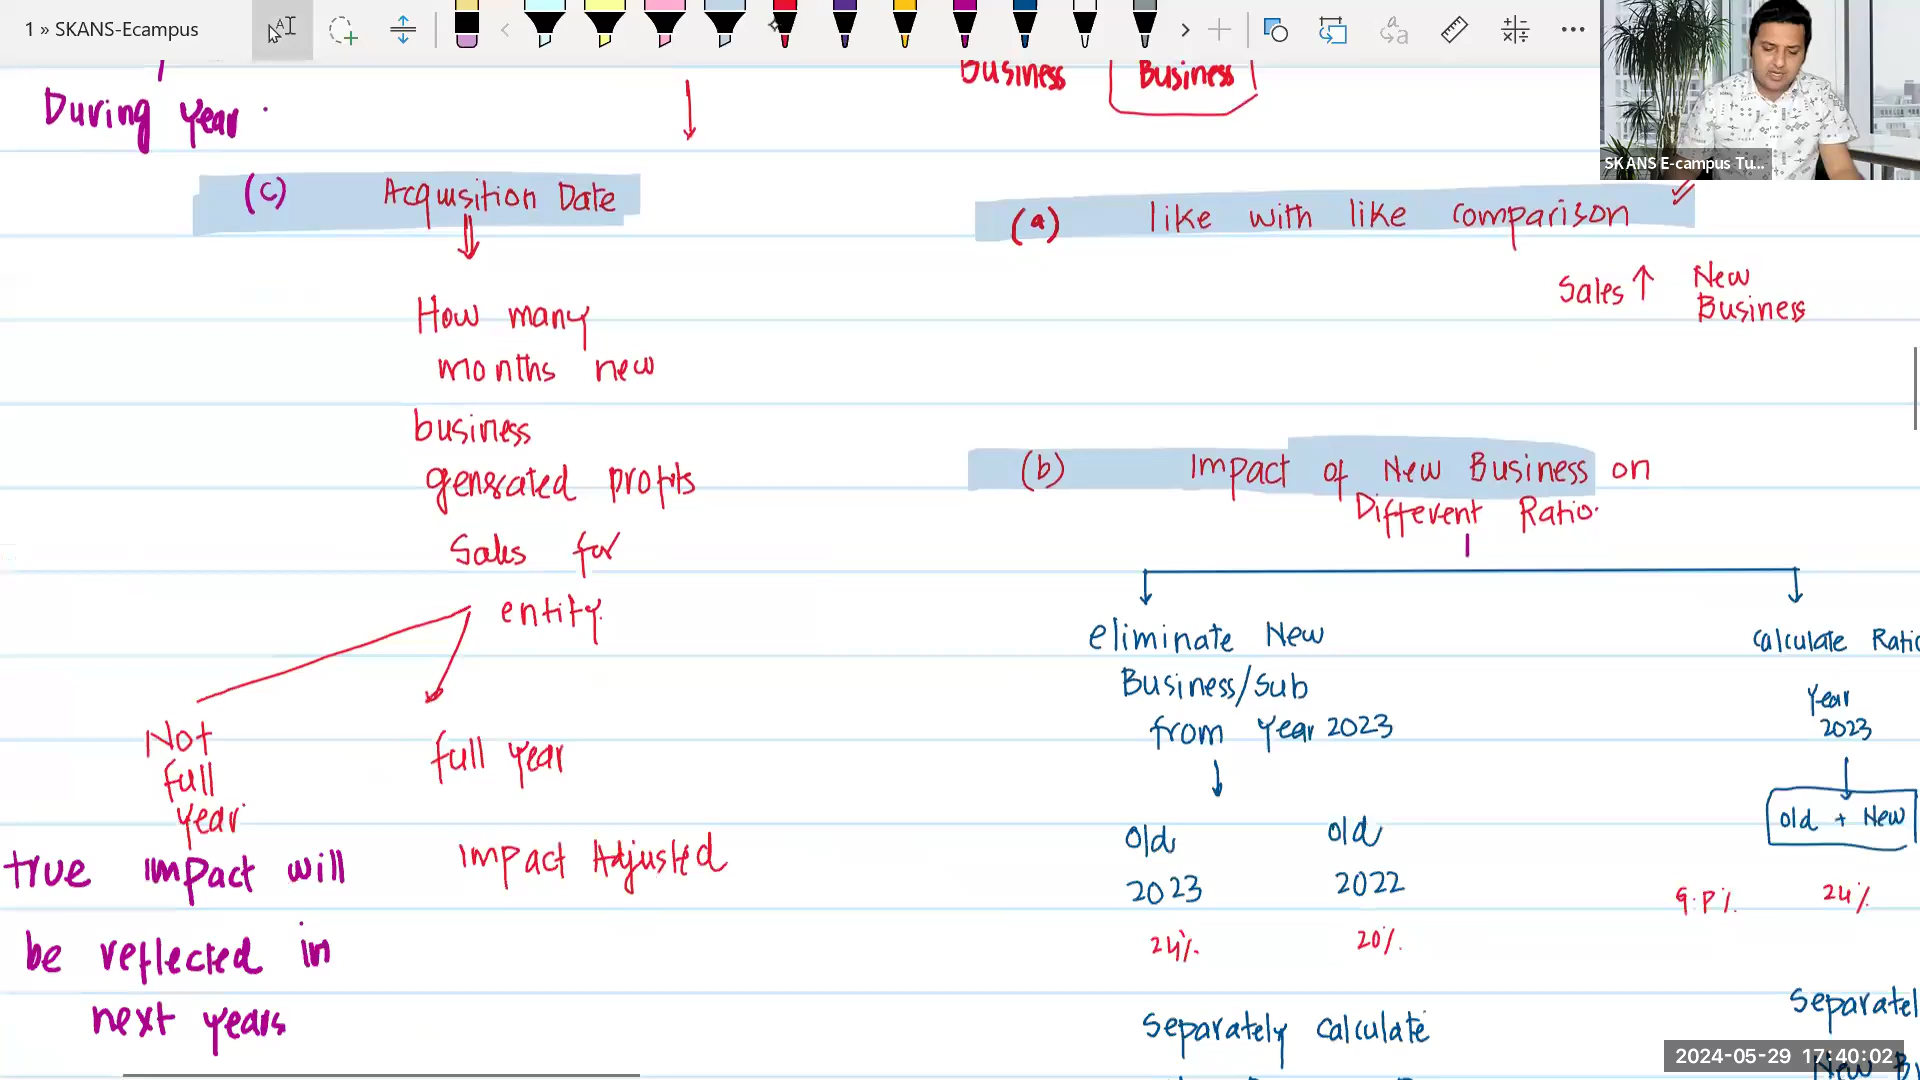 1 » SKANS-Ecampus
SKANS E-campus Tu...
During year
Business
Business
(c) Acqusition Date
How many
months new
business
generated profits
Sales for
entity
Not
full
year
full year
Impact Adjusted
true impact will
be reflected in
next years
(a) like with like comparison
Sales ↑ New
Business
(b) Impact of New Business on
Different Ratio.
eliminate New
Business/Sub
from year 2023
old
2023
24%
old
2022
20%
Separately calculate
Calculate Ratio
Year
2023
old + New
G.P% 24%
Separatel
2024-05-29 17:40:02